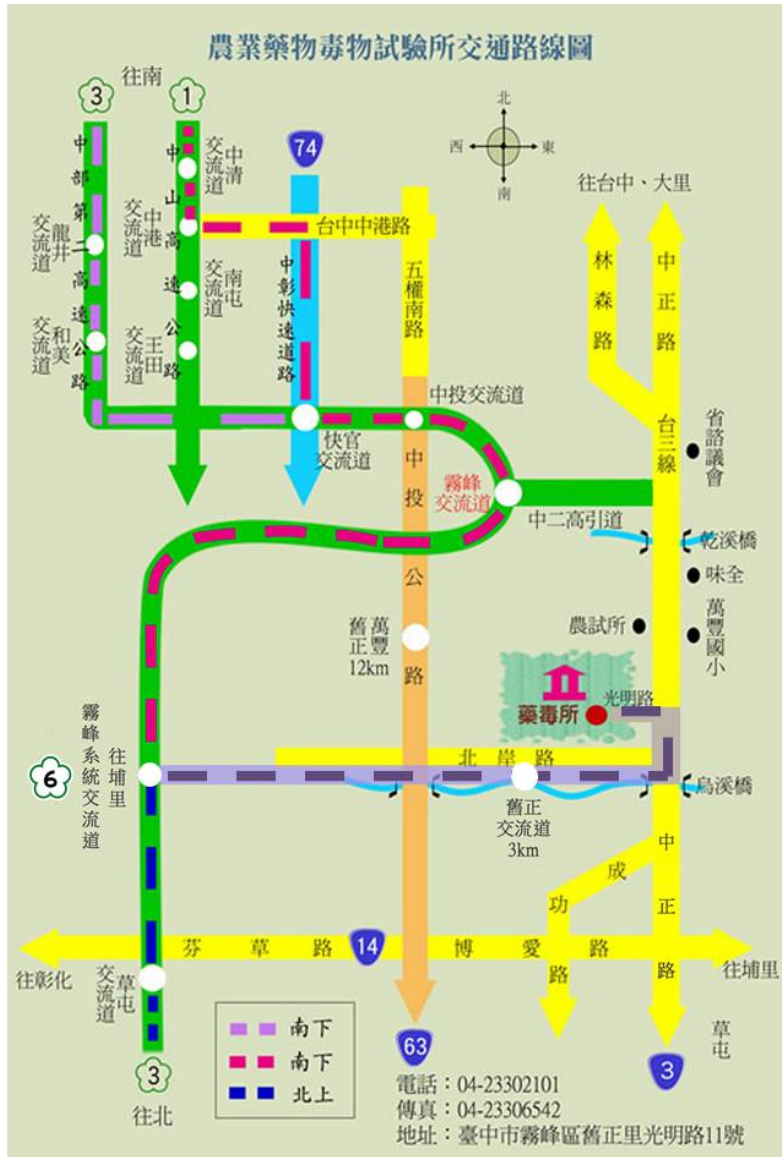 農業藥物毒物試驗所交通路線圖
往南
3
1
74
北
西
東
南
往台中、大里
中部第二高速公路
中山高速公路
中清
交流道
中港
交流道
龍井
交流道
南屯
交流道
和美
交流道
王田
交流道
台中中港路
中彰快速道路
五權南路
林森路
中正路
台三線
省諮議會
中投交流道
快官
交流道
霧峰
交流道
中二高引道
乾溪橋
味全
中投公路
萬豐
舊正
12km
農試所
萬豐國小
光明路
藥毒所
6
霧峰系統交流道
往埔里
北岸路
舊正
交流道
3km
烏溪橋
中正路
成功路
芬草路
14
博愛路
往彰化
往埔里
草屯
交流道
草屯
3
往北
南下
南下
北上
63
3
電話：04-23302101
傳真：04-23306542
地址：臺中市霧峰區舊正里光明路11號